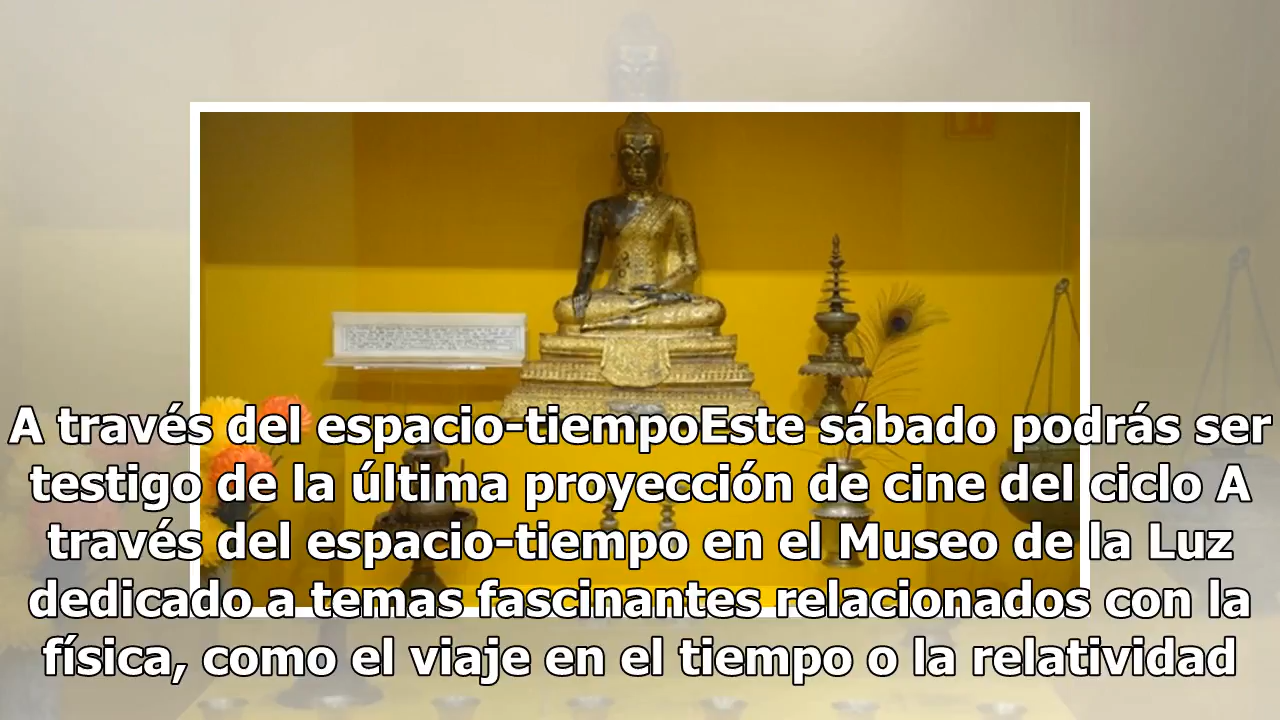 A través del espacio-tiempoEste sábado podrás ser
testigo de la última proyección de cine del ciclo A
través del espacio-tiempo en el Museo de la Luz
dedicado a temas fascinantes relacionados con la
física, como el viaje en el tiempo o la relatividad